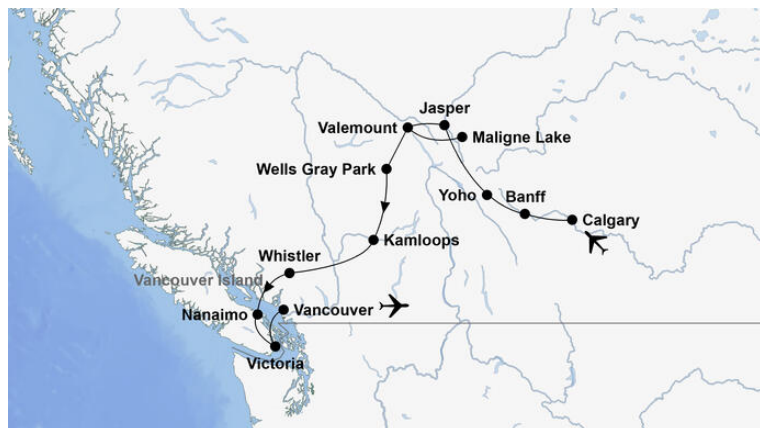 Jasper
Valemount
Maligne Lake
Wells Gray Park
Yoho
Banff
Calgary
Kamloops
Whistler
Vancouver Island
Vancouver
Nanaimo
Victoria